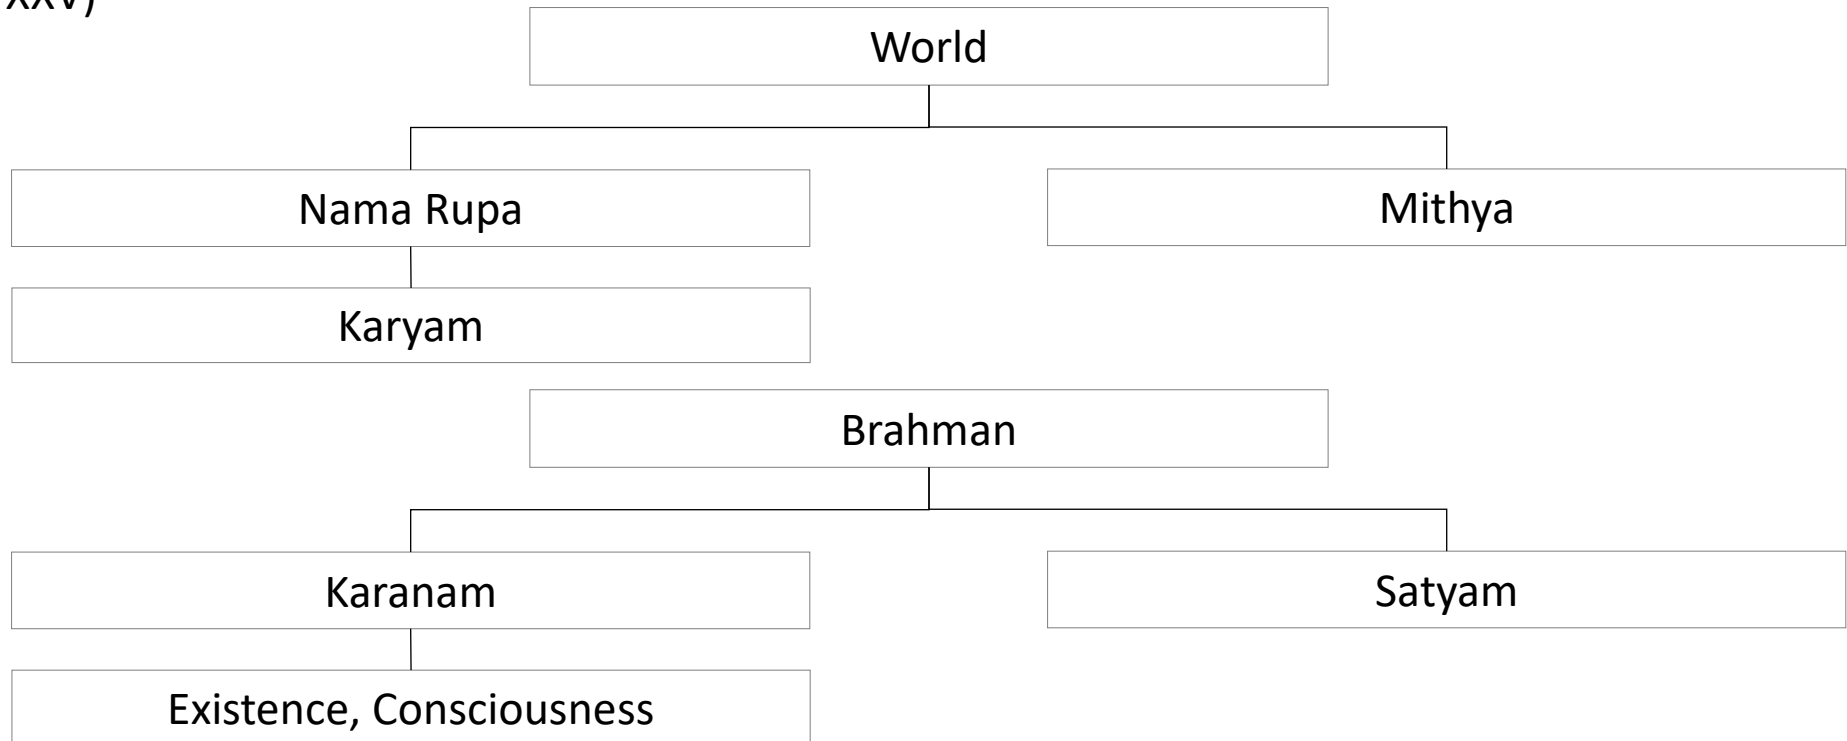 XXV)
World
Nama Rupa
Mithya
Karyam
Brahman
Karanam
Satyam
Existence, Consciousness